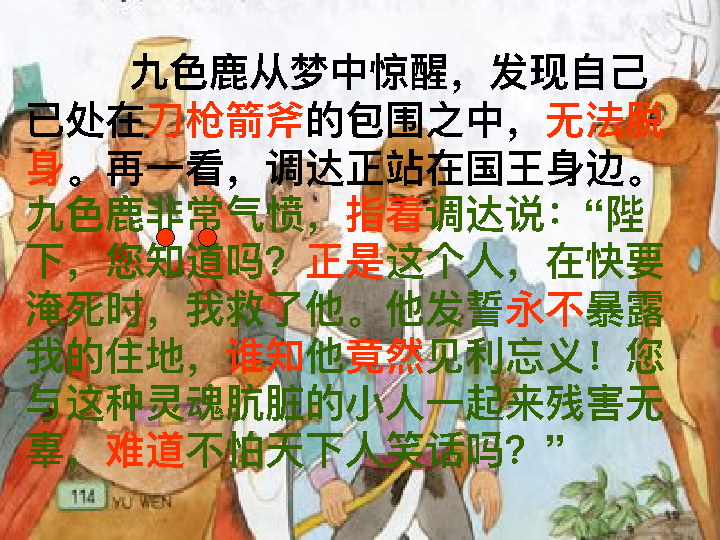 九色鹿从梦中惊醒，发现自己
已处在刀枪箭斧的包围之中，无法脱
身。再一看，调达正站在国王身边。
九色鹿非常气愤，指着调达说：“陛
下，您知道吗？正是这个人，在快要
淹死时，我救了他。他发誓永不暴露
我的住地，谁知他竟然见利忘义！您
与这种灵魂肮脏的小人一起来残害无
辜，难道不怕天下人笑话吗？”
114 YU WEN